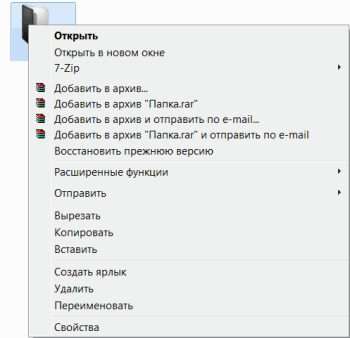 Открыть
Открыть в новом окне
7-Zip
Добавить в архив...
Добавить в архив "Папка.rar"
Добавить в архив и отправить по e-mail...
Добавить в архив "Папка.rar" и отправить по e-mail
Восстановить прежнюю версию
Расширенные функции
Отправить
Вырезать
Копировать
Вставить
Создать ярлык
Удалить
Переименовать
Свойства